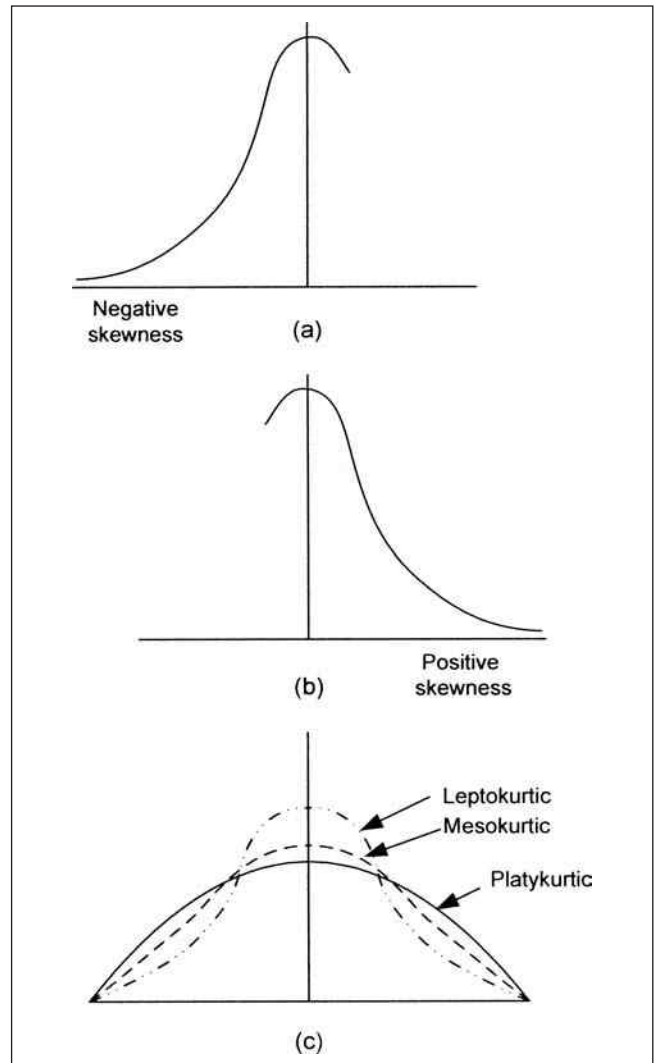 Negative
skewness
(a)
Positive
skewness
(b)
Leptokurtic
Mesokurtic
Platykurtic
(c)